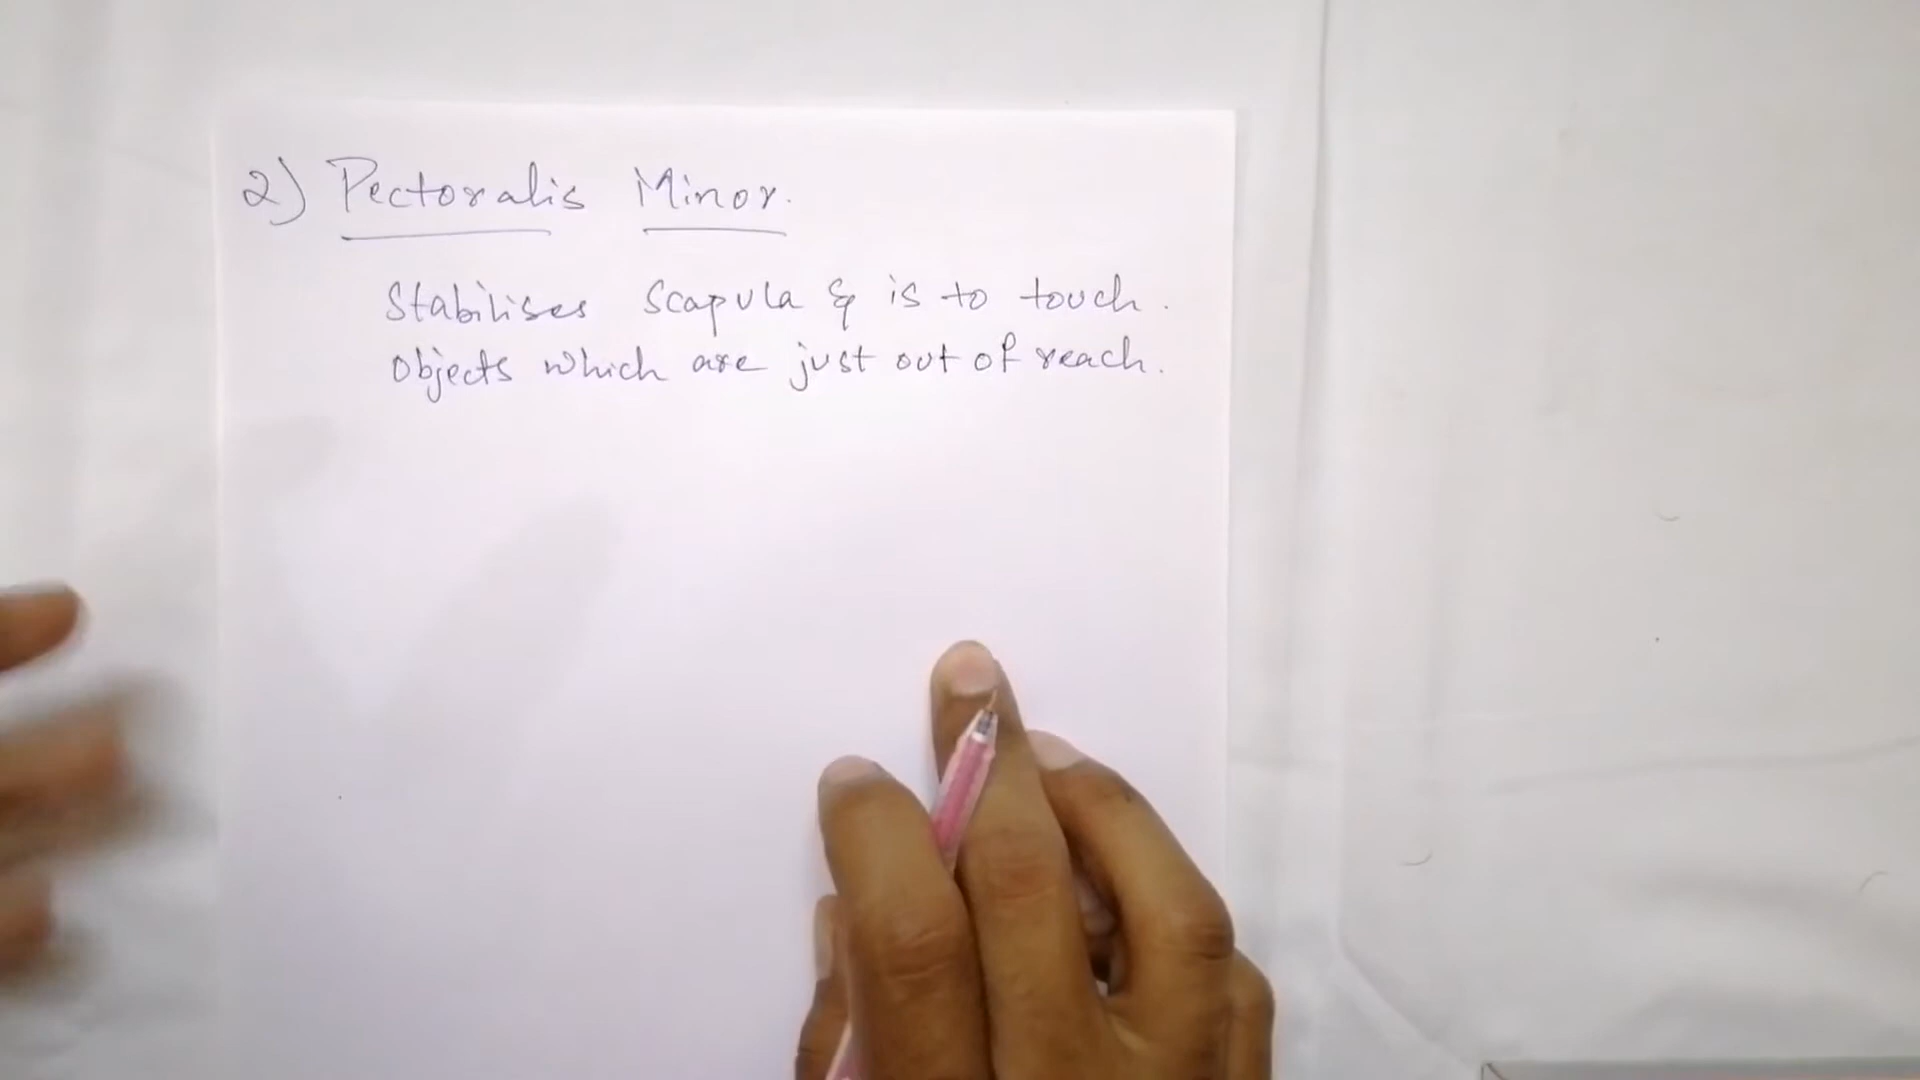 2) Pectoralis Minor.
Stabilises Scapula & is to touch.
Objects which are just out of reach.